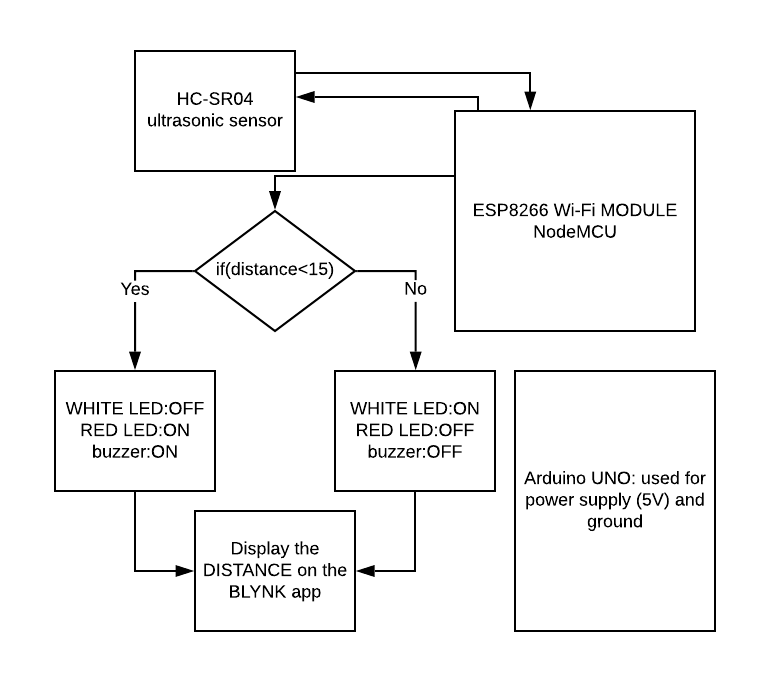 HC-SR04
ultrasonic sensor
ESP8266 Wi-Fi MODULE
NodeMCU
if(distance<15)
Yes
No
WHITE LED:OFF
RED LED:ON
buzzer:ON
WHITE LED:ON
RED LED:OFF
buzzer:OFF
Arduino UNO: used for
power supply (5V) and
ground
Display the
DISTANCE on the
BLYNK app